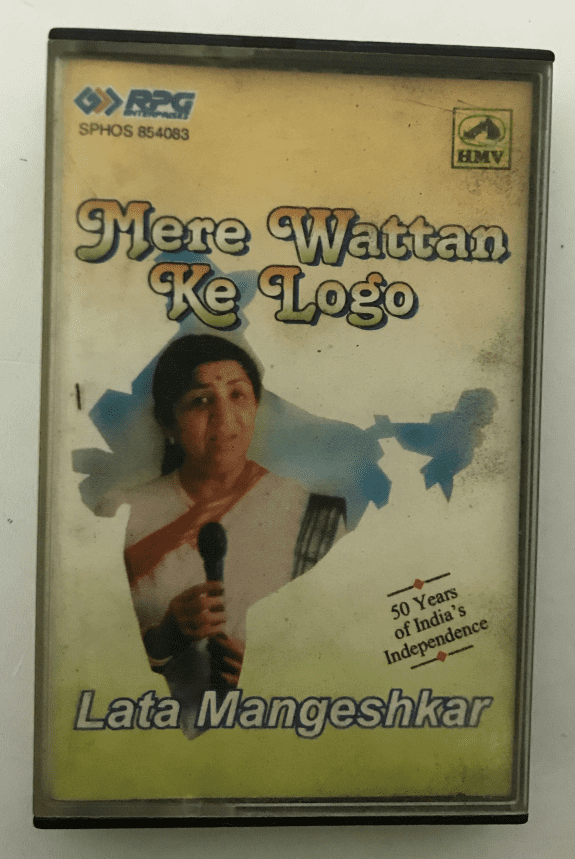 RPG
ENTERPRISES
SPHOS 854083
HMV
Mere Wattan
Ke Logo
50 Years
of India's
Independence
Lata Mangeshkar